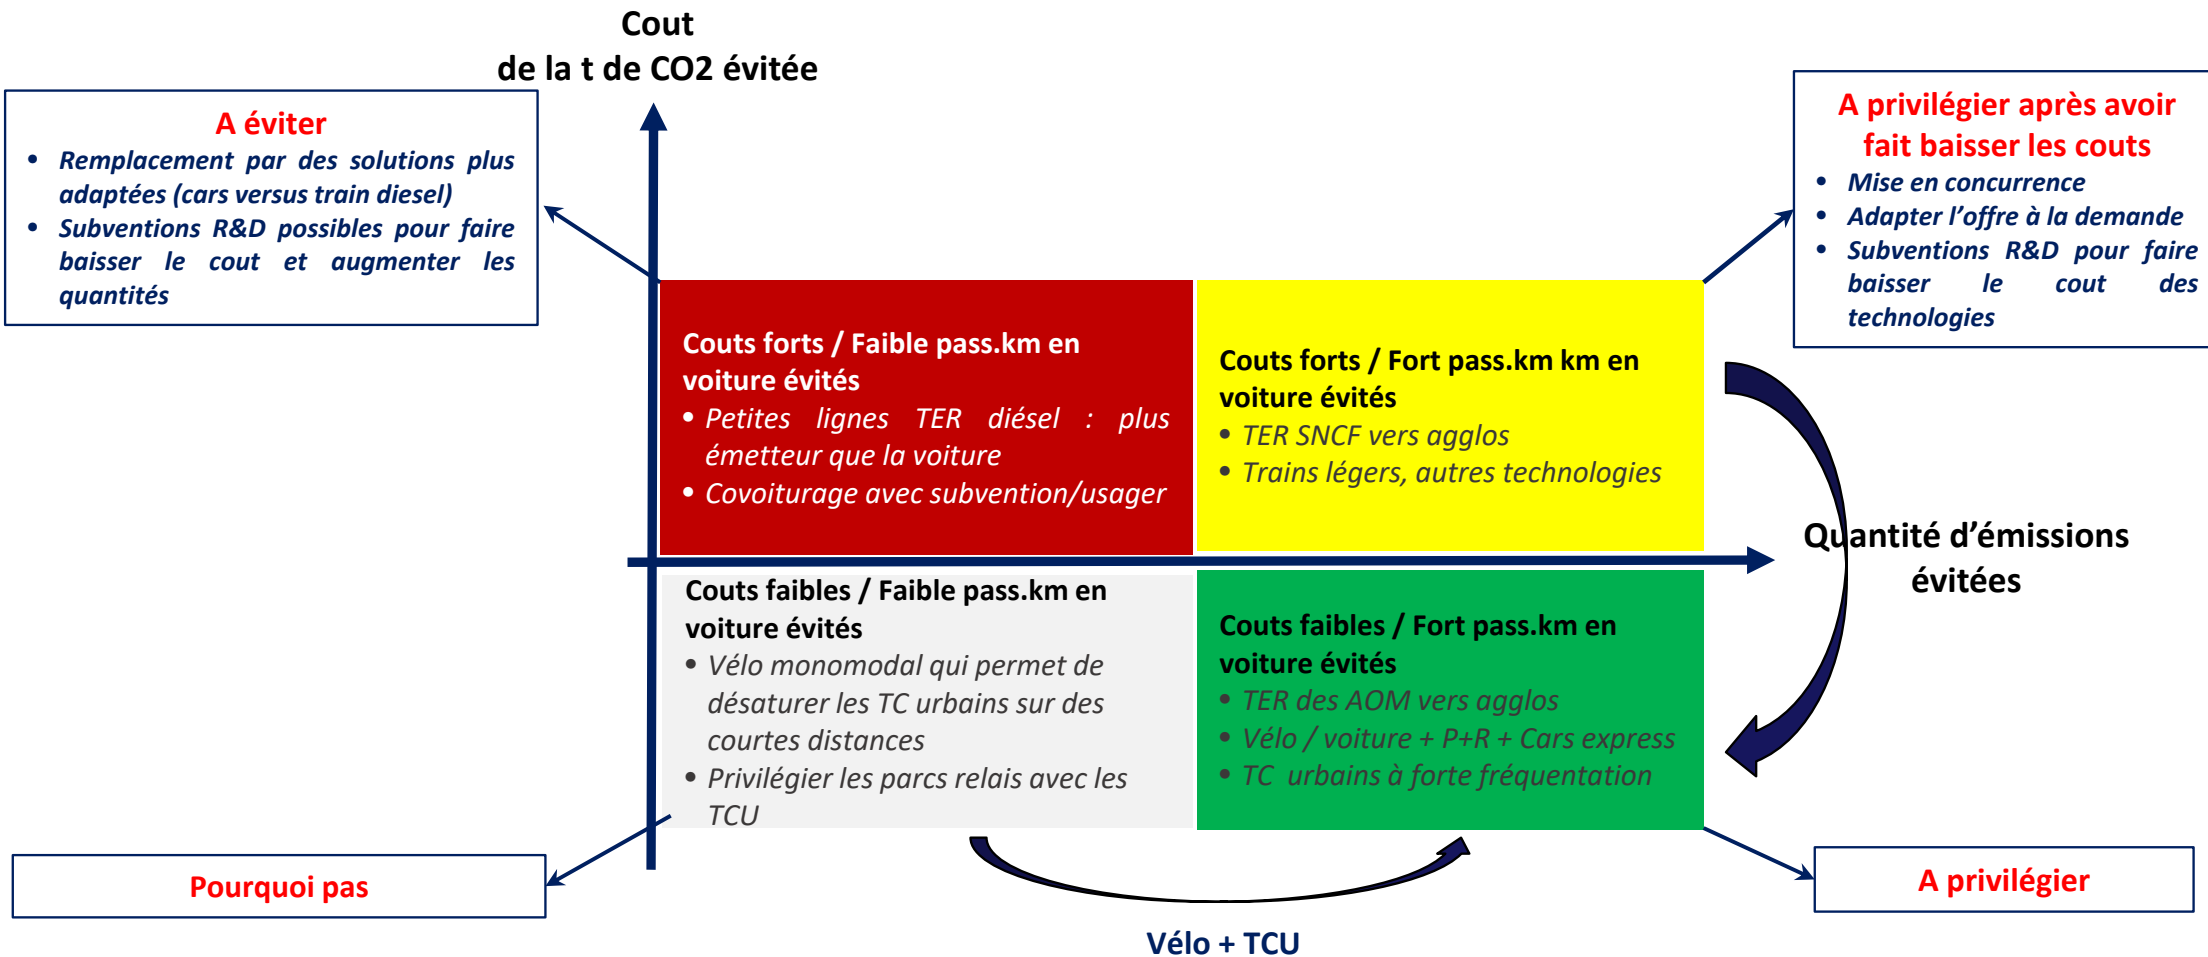 Cout
de la t de CO2 évitée
A éviter
• Remplacement par des solutions plus
adaptées (cars versus train diesel)
• Subventions R&D possibles pour faire
baisser le cout et augmenter les
quantités
A privilégier après avoir
fait baisser les couts
• Mise en concurrence
• Adapter l’offre à la demande
• Subventions R&D pour faire
baisser le cout des
technologies
Couts forts / Faible pass.km en
voiture évités
• Petites lignes TER diésel : plus
émetteur que la voiture
• Covoiturage avec subvention/usager
Couts forts / Fort pass.km km en
voiture évités
• TER SNCF vers agglos
• Trains légers, autres technologies
Quantité d’émissions
évitées
Couts faibles / Faible pass.km en
voiture évités
• Vélo monomodal qui permet de
désaturer les TC urbains sur des
courtes distances
• Privilégier les parcs relais avec les
TCU
Couts faibles / Fort pass.km en
voiture évités
• TER des AOM vers agglos
• Vélo / voiture + P+R + Cars express
• TC urbains à forte fréquentation
Pourquoi pas
A privilégier
Vélo + TCU